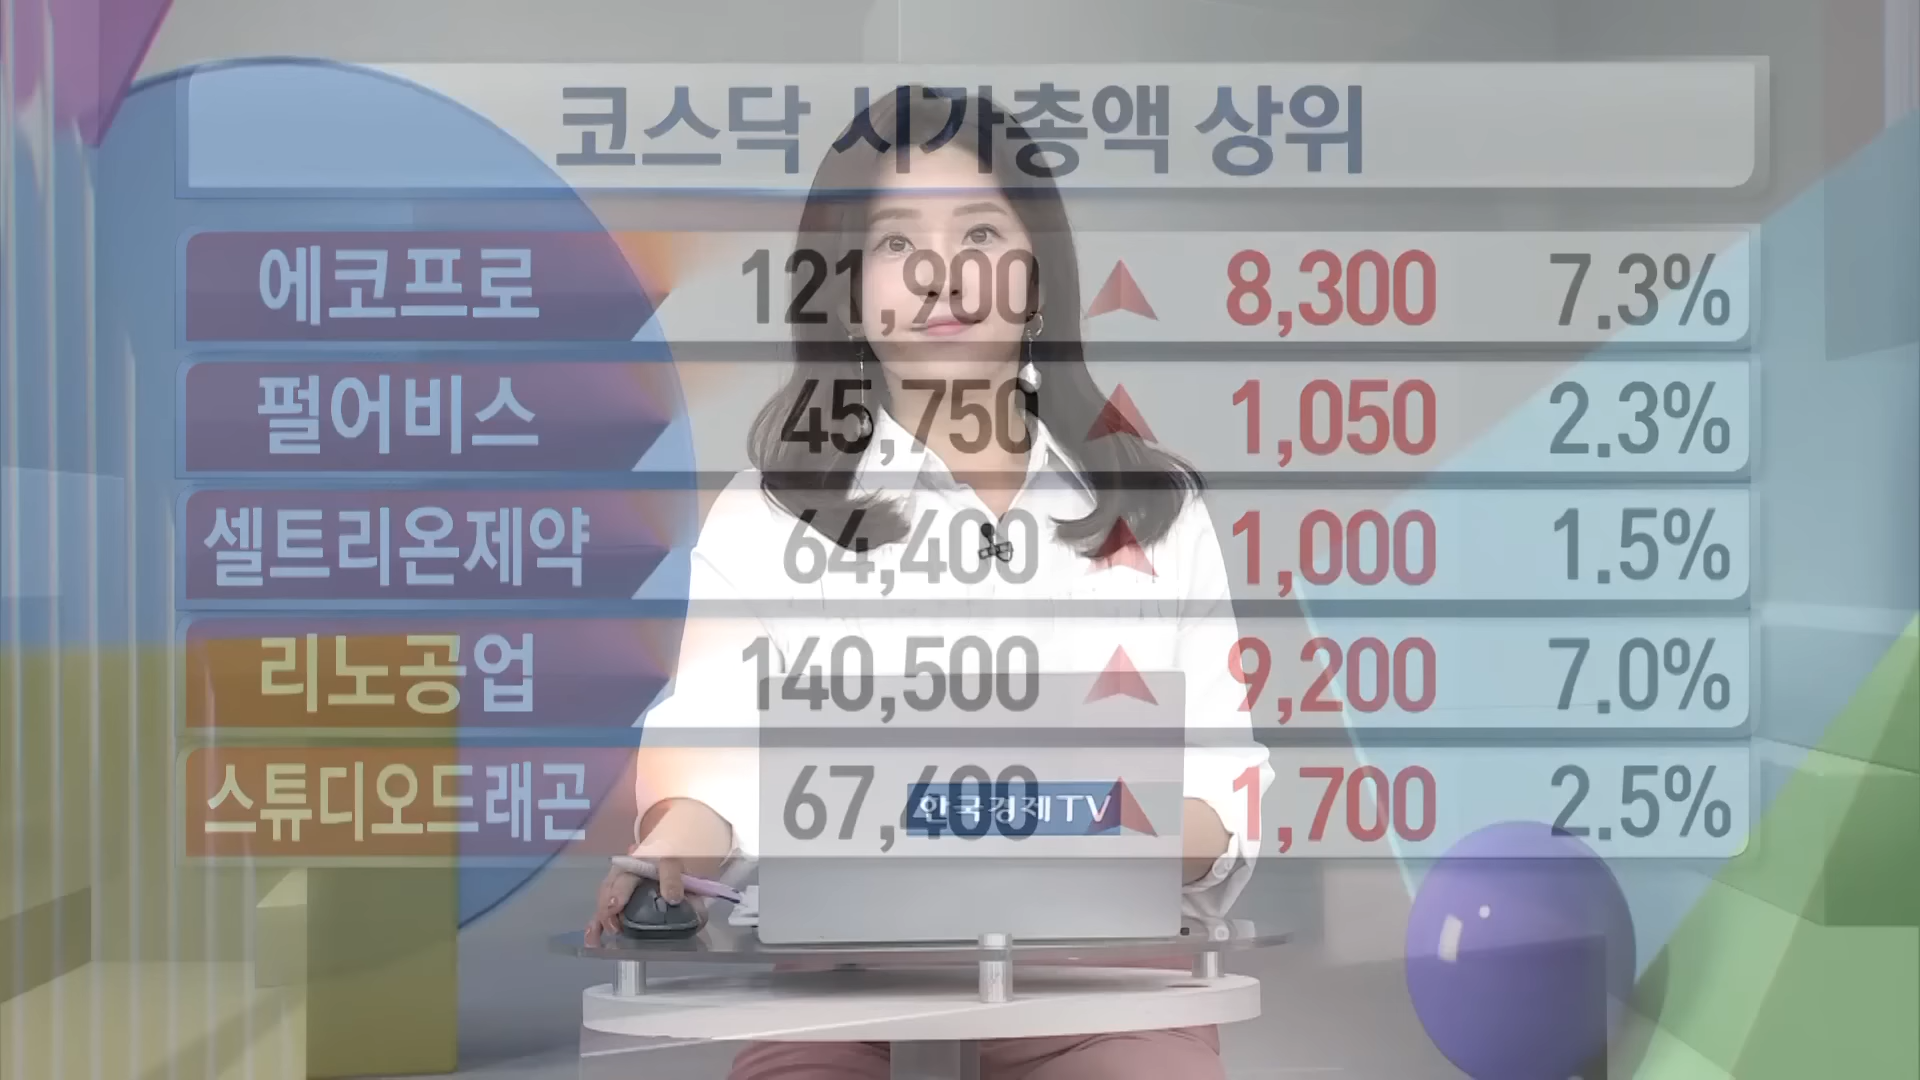 코스닥 시가총액 상위
에코프로 121,900 ▲ 8,300 7.3%
펄어비스 45,750 ▲ 1,050 2.3%
셀트리온제약 64,400 ▲ 1,000 1.5%
리노공업 140,500 ▲ 9,200 7.0%
스튜디오드래곤 67,400 ▲ 1,700 2.5%
한국경제TV